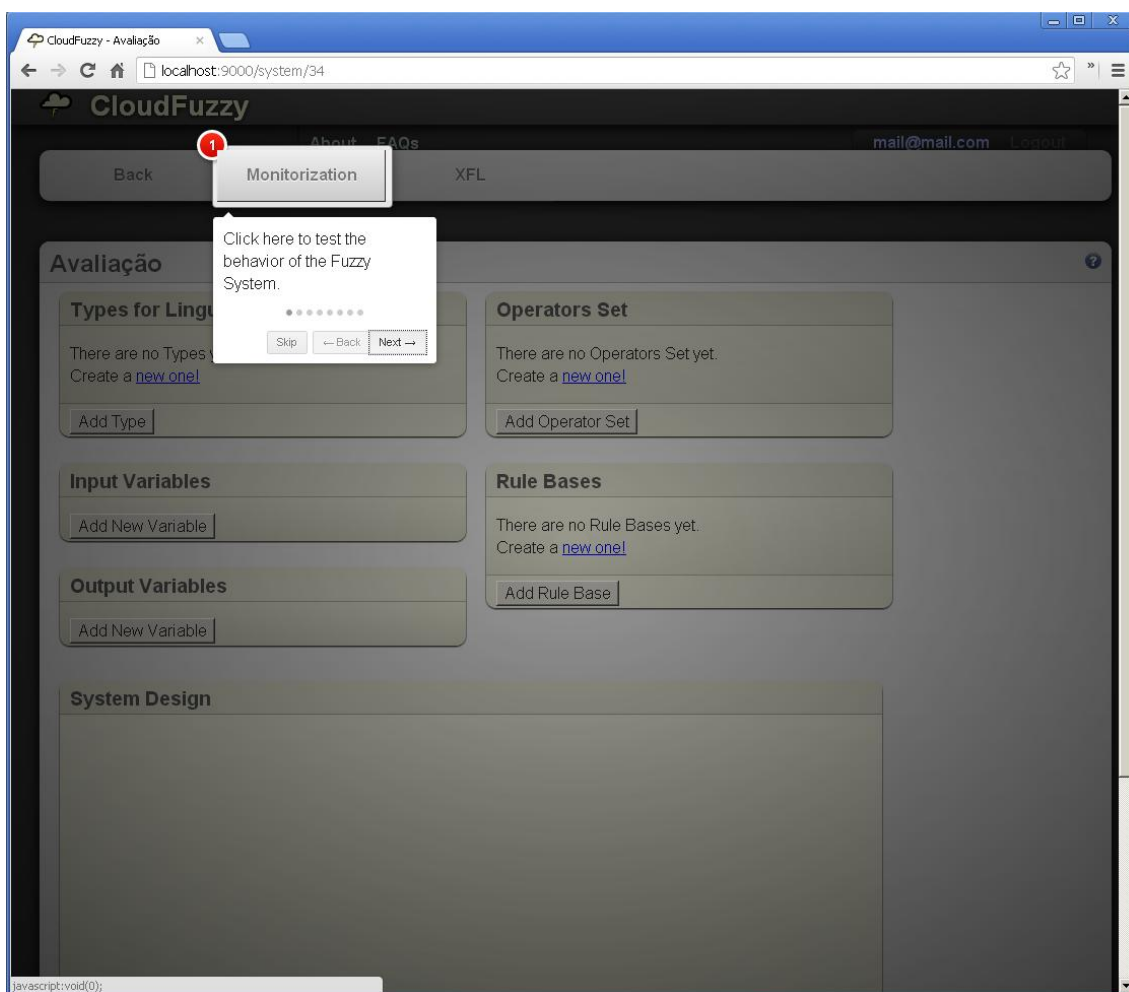 CloudFuzzy - Avaliação
localhost:9000/system/34
CloudFuzzy
About FAQs
mail@mail.com Logout
1
Back Monitorization XFL
Click here to test the
behavior of the Fuzzy
System.
Skip ←Back Next→
Avaliação
Types for Lingu
There are no Types
Create a new one!
Add Type
Operators Set
There are no Operators Set yet.
Create a new one!
Add Operator Set
Input Variables
Add New Variable
Rule Bases
There are no Rule Bases yet.
Create a new one!
Add Rule Base
Output Variables
Add New Variable
System Design
javascript:void(0);